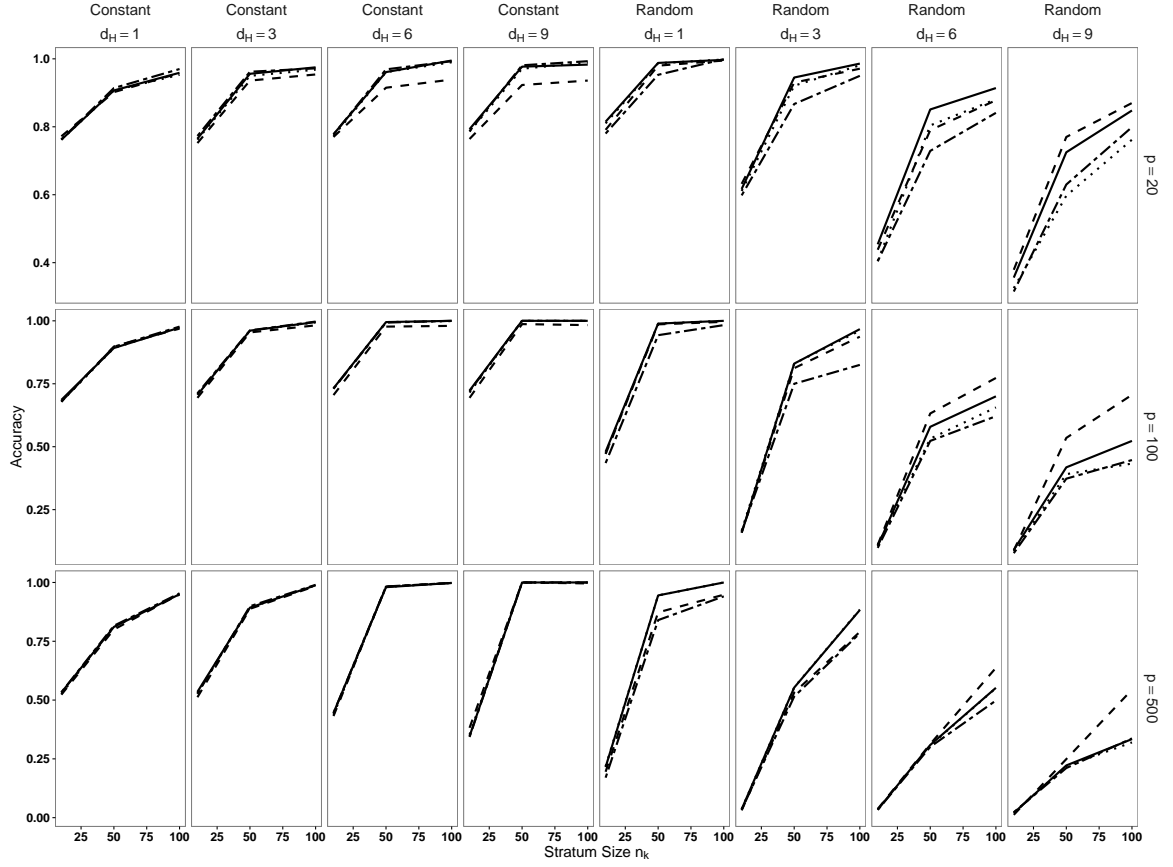 Constant Constant Constant Constant Random Random Random Random
d_H = 1 d_H = 3 d_H = 6 d_H = 9 d_H = 1 d_H = 3 d_H = 6 d_H = 9
1.0
0.8
0.6
0.4
p = 20
1.00
0.75
0.50
0.25
p = 100
Accuracy
1.00
0.75
0.50
0.25
0.00
p = 500
25 50 75 100 25 50 75 100 25 50 75 100 25 50 75 100 25 50 75 100 25 50 75 100 25 50 75 100 25 50 75 100
Stratum Size n_k